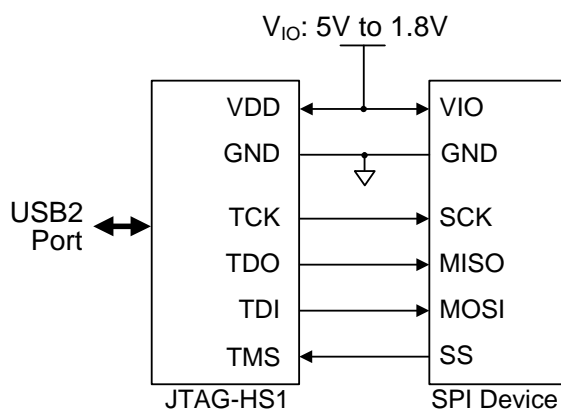 VIO: 5V to 1.8V
VDD VIO
GND GND
USB2
Port
TCK SCK
TDO MISO
TDI MOSI
TMS SS
JTAG-HS1 SPI Device